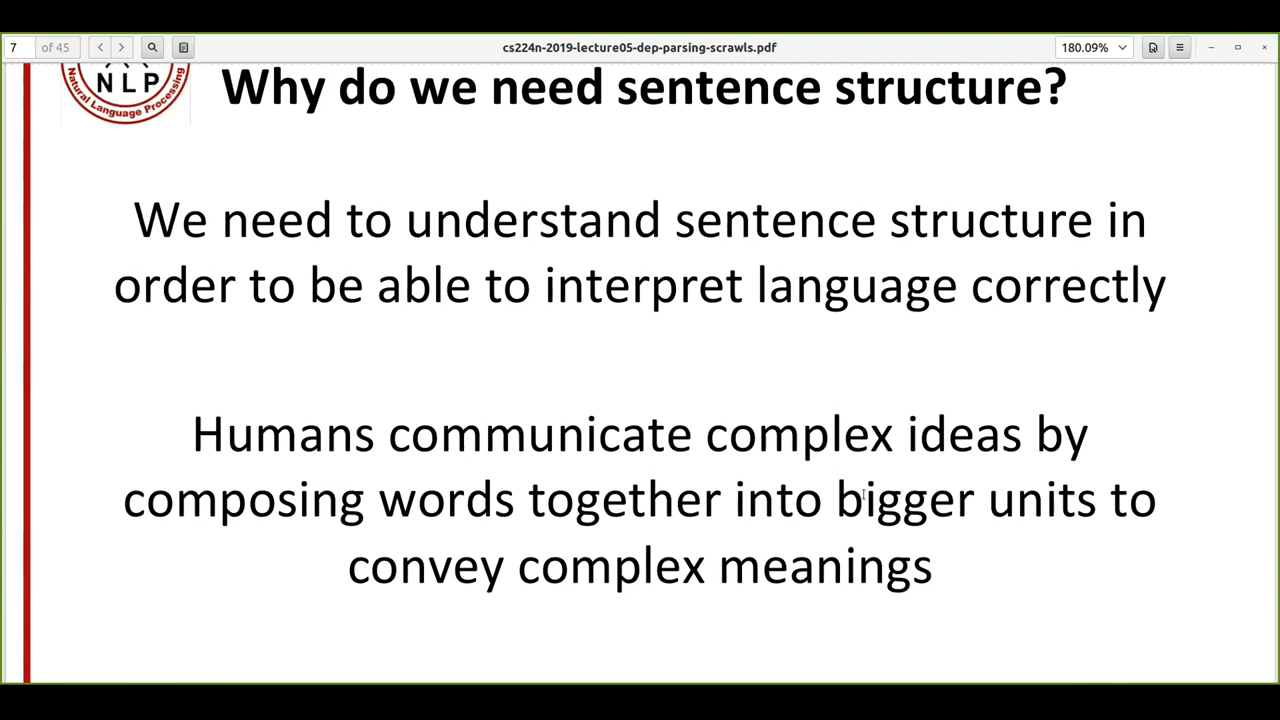 7 of 45 cs224n-2019-lecture05-dep-parsing-scrawls.pdf 180.09%
NLP
Natural Language Processing
Why do we need sentence structure?
We need to understand sentence structure in
order to be able to interpret language correctly
Humans communicate complex ideas by
composing words together into bigger units to
convey complex meanings